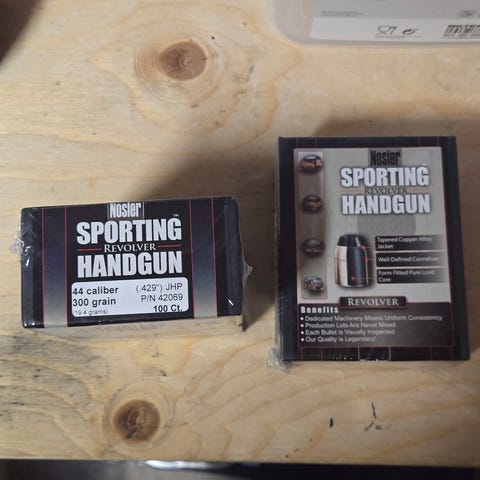 Nosler
SPORTING™
REVOLVER
HANDGUN
44 caliber
300 grain
(19.4 grams)
(.429") JHP
P/N 42069
100 Ct.
Nosler
SPORTING
REVOLVER
HANDGUN
Tapered Copper Alloy
Jacket
Well-Defined Cannelure
Form Fitted Pure Lead
Core
REVOLVER
Benefits
• Dedicated Machinery Means Uniform Consistency
• Production Lots Are Never Mixed
• Each Bullet is Visually Inspected
• Our Quality is Legendary!